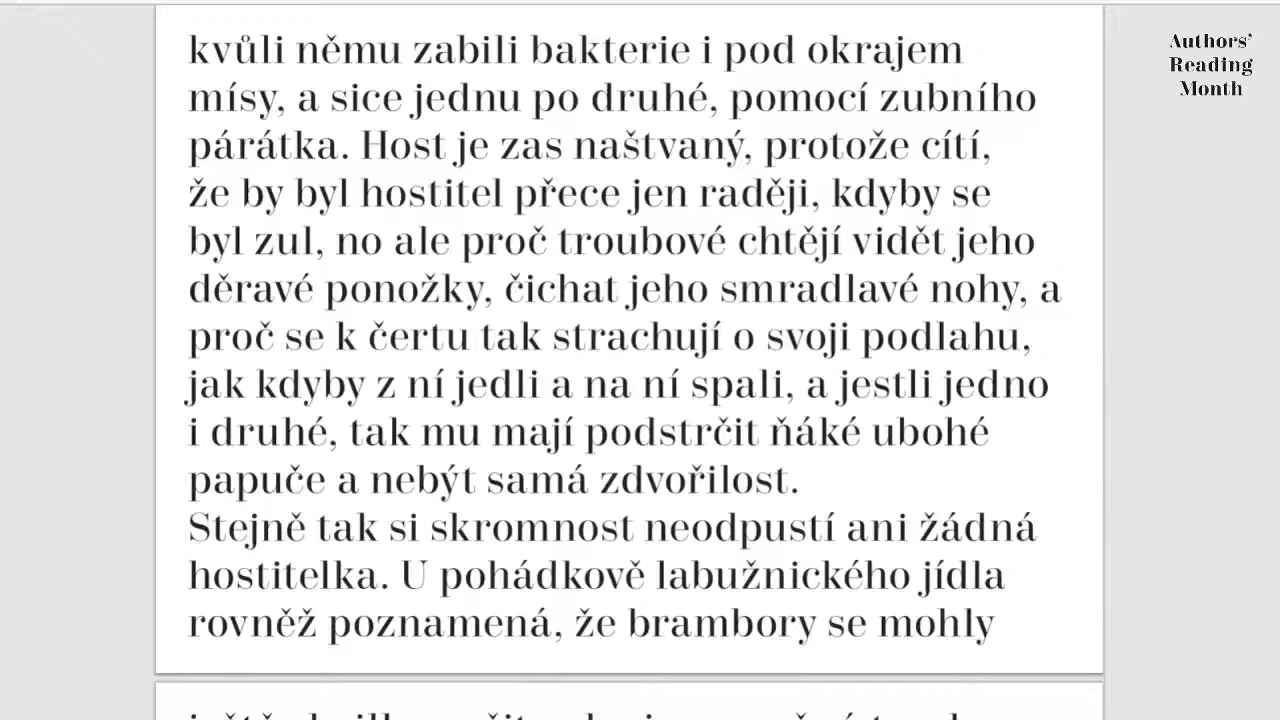 kvůli němu zabili bakterie i pod okrajem
mísy, a sice jednu po druhé, pomocí zubního
párátka. Host je zas naštvaný, protože cítí,
že by byl hostitel přece jen raději, kdyby se
byl zul, no ale proč troubové chtějí vidět jeho
děravé ponožky, čichat jeho smradlavé nohy, a
proč se k čertu tak strachují o svoji podlahu,
jak kdyby z ní jedli a na ní spali, a jestli jedno
i druhé, tak mu mají podstrčit ňáké ubohé
papuče a nebýt samá zdvořilost.
Stejně tak si skromnost neodpustí ani žádná
hostitelka. U pohádkově labužnického jídla
rovněž poznamená, že brambory se mohly
Authors'
Reading
Month